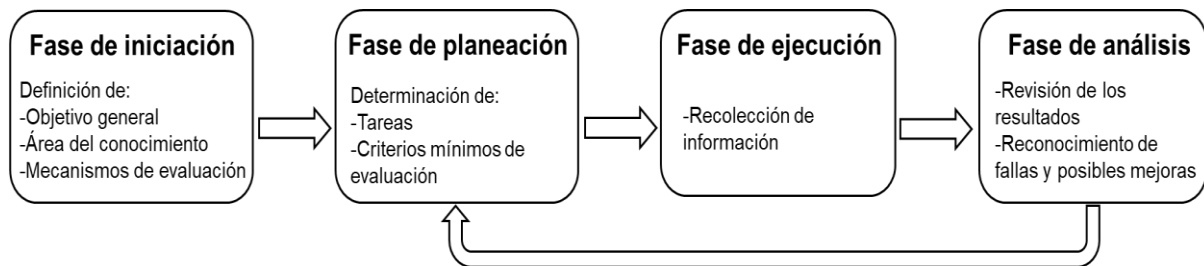 Fase de iniciación
Definición de:
-Objetivo general
-Área del conocimiento
-Mecanismos de evaluación
Fase de planeación
Determinación de:
-Tareas
-Criterios mínimos de
evaluación
Fase de ejecución
-Recolección de
información
Fase de análisis
-Revisión de los
resultados
-Reconocimiento de
fallas y posibles mejoras